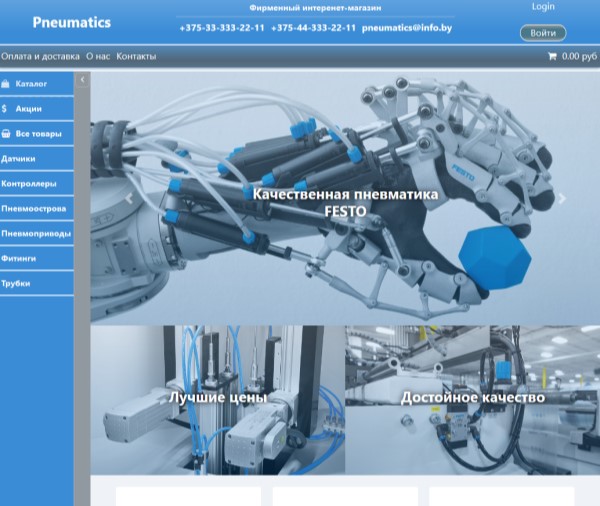 Фирменный интеренет-магазин
Login
Pneumatics
+375-33-333-22-11 +375-44-333-22-11 pneumatics@info.by
Войти
Оплата и доставка О нас Контакты
0.00 руб
Каталог
Акции
Все товары
Датчики
Контроллеры
Пневмоострова
Пневмоприводы
Фитинги
Трубки
FESTO
Качественная пневматика
FESTO
Лучшие цены
Достойное качество